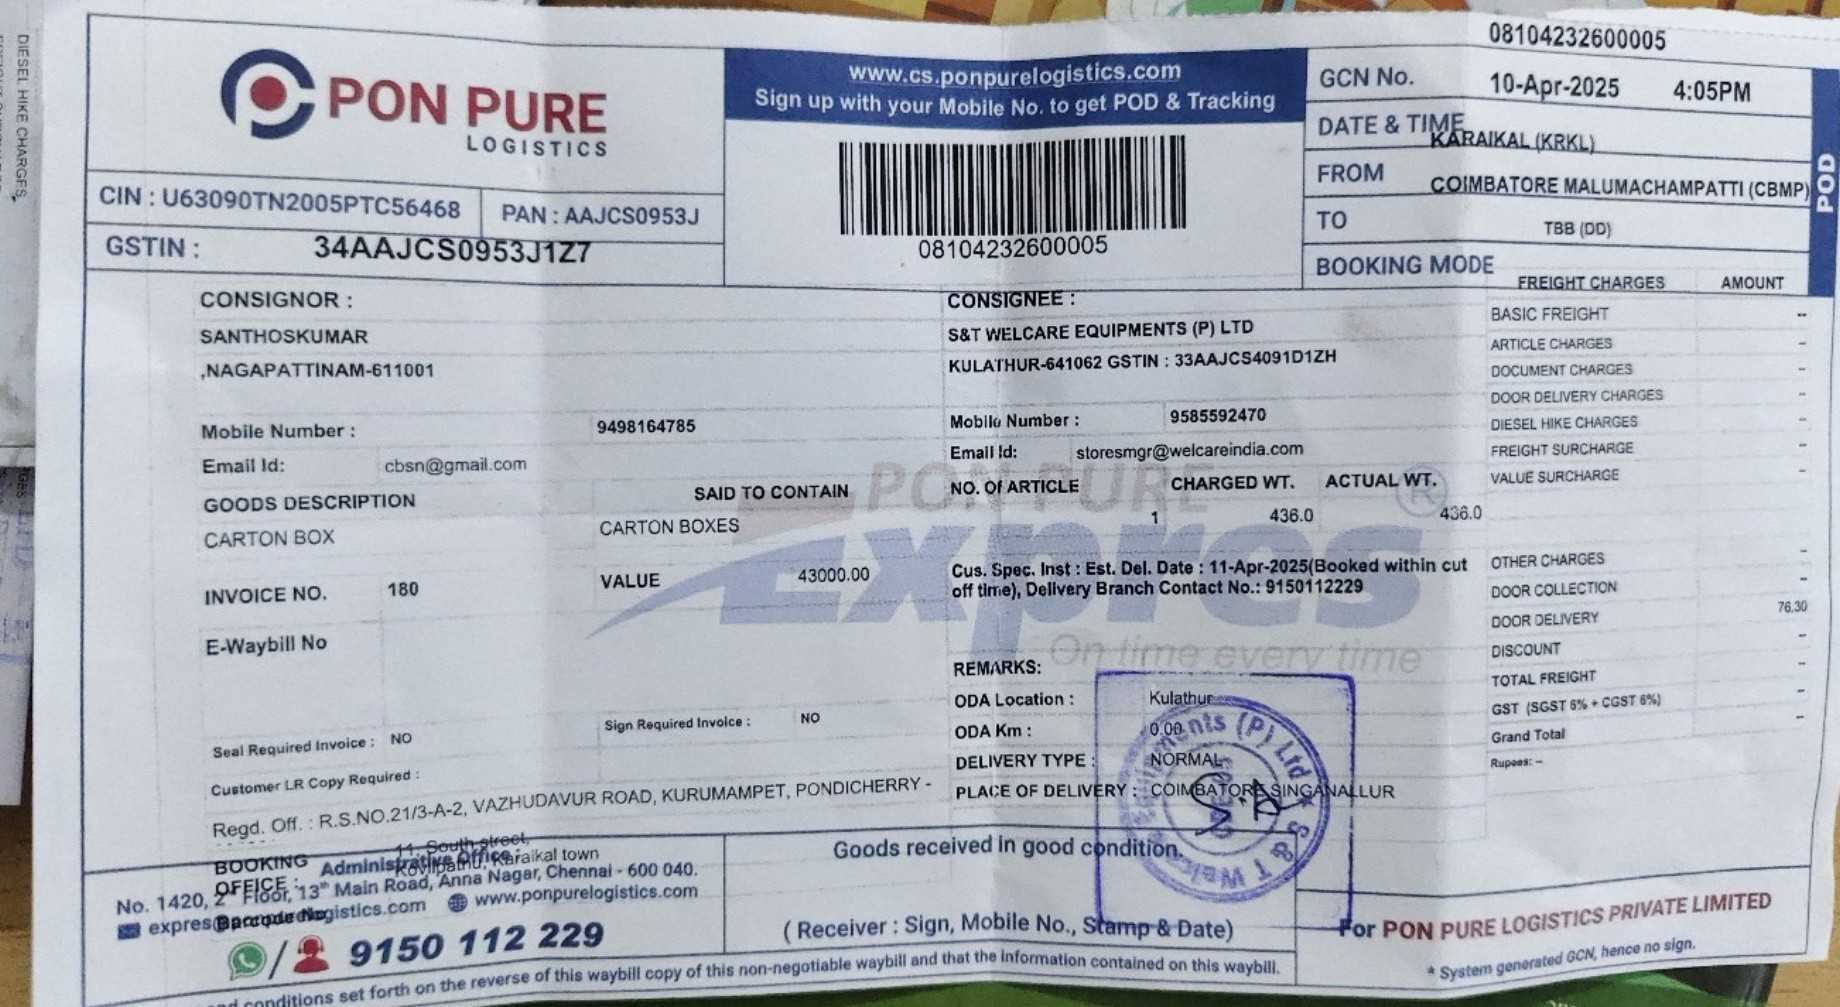 DIESEL HIKE CHARGES
08104232600005
PON PURE
LOGISTICS
www.cs.ponpurelogistics.com
Sign up with your Mobile No. to get POD & Tracking
GCN No.
10-Apr-2025 4:05PM
DATE & TIME
KARAIKAL (KRKL)
FROM
COIMBATORE MALUMACHAMPATTI (CBMP)
TO
TBB (DD)
BOOKING MODE
POD
CIN : U63090TN2005PTC56468
PAN : AAJCS0953J
GSTIN : 34AAJCS0953J1Z7
08104232600005
CONSIGNOR :
SANTHOSKUMAR
,NAGAPATTINAM-611001
Mobile Number : 9498164785
Email Id: cbsn@gmail.com
GOODS DESCRIPTION
SAID TO CONTAIN
CARTON BOX
CARTON BOXES
INVOICE NO. 180
VALUE 43000.00
E-Waybill No
Sign Required Invoice : NO
Seal Required Invoice : NO
Customer LR Copy Required :
CONSIGNEE :
S&T WELCARE EQUIPMENTS (P) LTD
KULATHUR-641062 GSTIN : 33AAJCS4091D1ZH
Mobile Number : 9585592470
Email Id: storesmgr@welcareindia.com
NO. Of ARTICLE CHARGED WT. ACTUAL WT.
1 436.0 436.0
PON PURE
Expres
On time every time
Cus. Spec. Inst : Est. Del. Date : 11-Apr-2025(Booked within cut
off time), Delivery Branch Contact No.: 9150112229
REMARKS:
ODA Location : Kulathur
ODA Km : 0.00
DELIVERY TYPE : NORMAL
PLACE OF DELIVERY : COIMBATORE SINGANALLUR
FREIGHT CHARGES AMOUNT
BASIC FREIGHT --
ARTICLE CHARGES -
DOCUMENT CHARGES -
DOOR DELIVERY CHARGES -
DIESEL HIKE CHARGES -
FREIGHT SURCHARGE -
VALUE SURCHARGE -
OTHER CHARGES -
DOOR COLLECTION -
DOOR DELIVERY 76.30
DISCOUNT -
TOTAL FREIGHT -
GST (SGST 6% + CGST 6%) -
Grand Total -
Rupees: --
Regd. Off. : R.S.NO.21/3-A-2, VAZHUDAVUR ROAD, KURUMAMPET, PONDICHERRY -
BOOKING
OFFICE :
11, South street,
Kovilpathu, Karaikal town
Administrative Office :
No. 1420, 2nd Floor, 13th Main Road, Anna Nagar, Chennai - 600 040.
www.ponpurelogistics.com
Barcode No
9150 112 229
Goods received in good condition.
(Receiver : Sign, Mobile No., Stamp & Date)
For PON PURE LOGISTICS PRIVATE LIMITED
* System generated GCN, hence no sign.
conditions set forth on the reverse of this waybill copy of this non-negotiable waybill and that the information contained on this waybill.